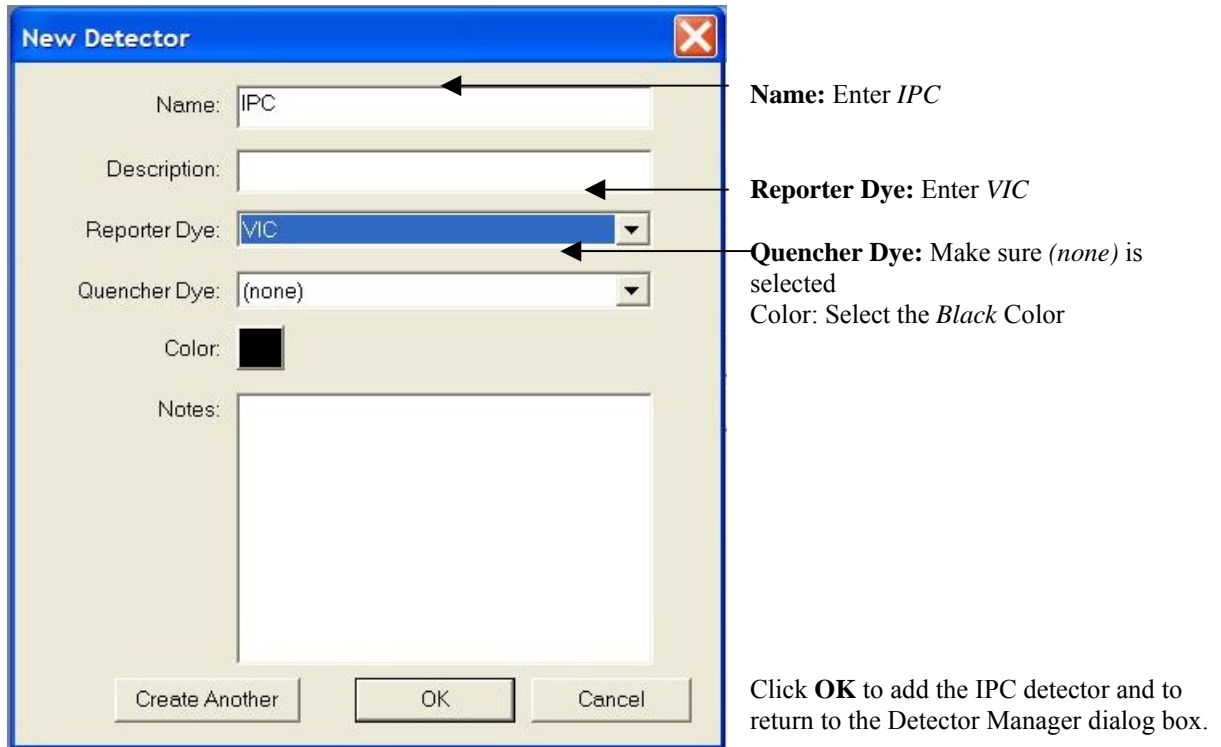 New Detector
Name: IPC
Name: Enter IPC
Description:
Reporter Dye: VIC
Reporter Dye: Enter VIC
Quencher Dye: (none)
Quencher Dye: Make sure (none) is
selected
Color: Select the Black Color
Color:
Notes:
Create Another OK Cancel
Click OK to add the IPC detector and to
return to the Detector Manager dialog box.